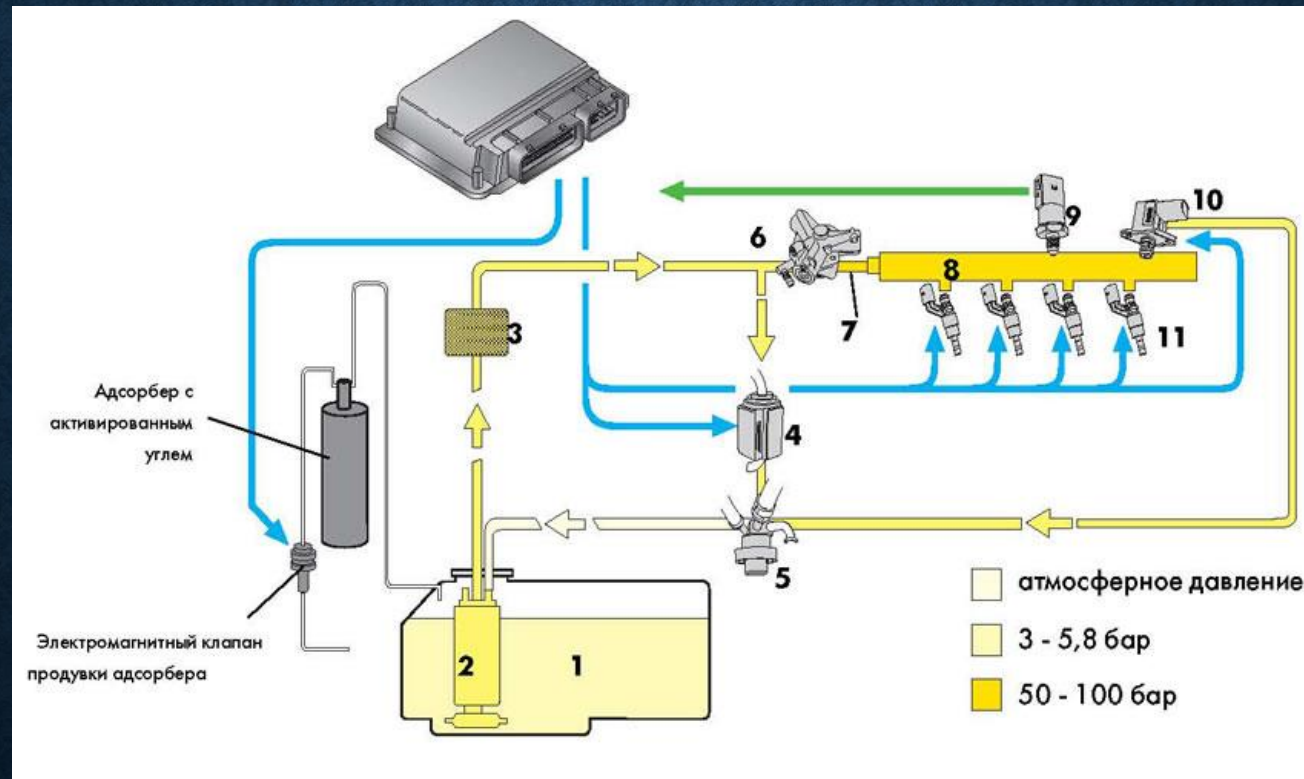 6
9
10
8
7
11
3
Адсорбер с
активированным
углем
4
5
2
1
Электромагнитный клапан
продувки адсорбера
атмосферное давление
3 - 5,8 бар
50 - 100 бар